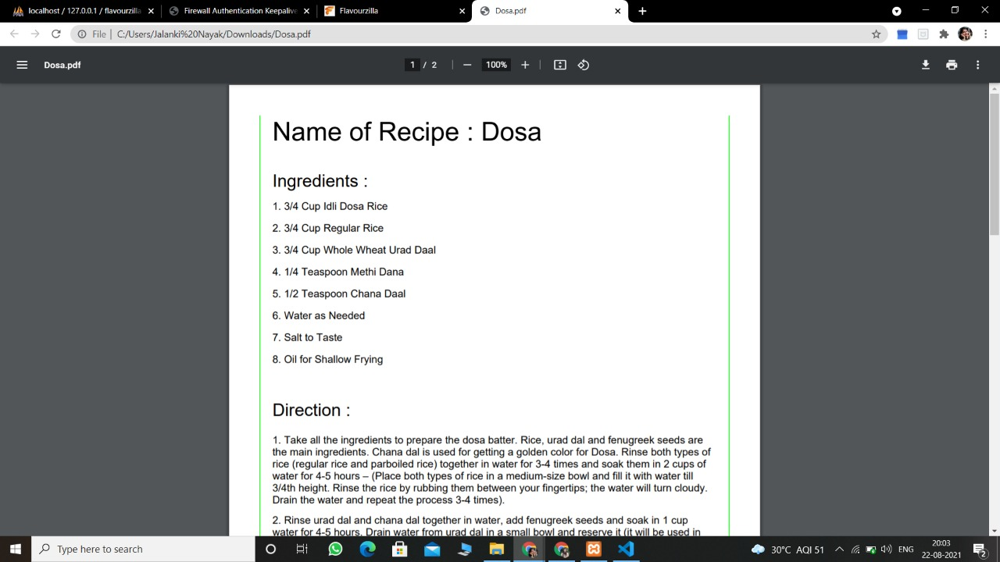 localhost / 127.0.0.1 / flavourzilla
Firewall Authentication Keepalive
Flavourzilla
Dosa.pdf
File | C:/Users/Jalanki%20Nayak/Downloads/Dosa.pdf
Dosa.pdf
1 / 2
100%
Name of Recipe : Dosa
Ingredients :
1. 3/4 Cup Idli Dosa Rice
2. 3/4 Cup Regular Rice
3. 3/4 Cup Whole Wheat Urad Daal
4. 1/4 Teaspoon Methi Dana
5. 1/2 Teaspoon Chana Daal
6. Water as Needed
7. Salt to Taste
8. Oil for Shallow Frying
Direction :
1. Take all the ingredients to prepare the dosa batter. Rice, urad dal and fenugreek seeds are
the main ingredients. Chana dal is used for getting a golden color for Dosa. Rinse both types of
rice (regular rice and parboiled rice) together in water for 3-4 times and soak them in 2 cups of
water for 4-5 hours – (Place both types of rice in a medium-size bowl and fill it with water till
3/4th height. Rinse the rice by rubbing them between your fingertips; the water will turn cloudy.
Drain the water and repeat the process 3-4 times).
2. Rinse urad dal and chana dal together in water, add fenugreek seeds and soak in 1 cup
water for 4-5 hours. Drain water from urad dal in a small bowl and reserve it (it will be used in
Type here to search
30°C AQI 51
ENG
20:03
22-08-2021
2